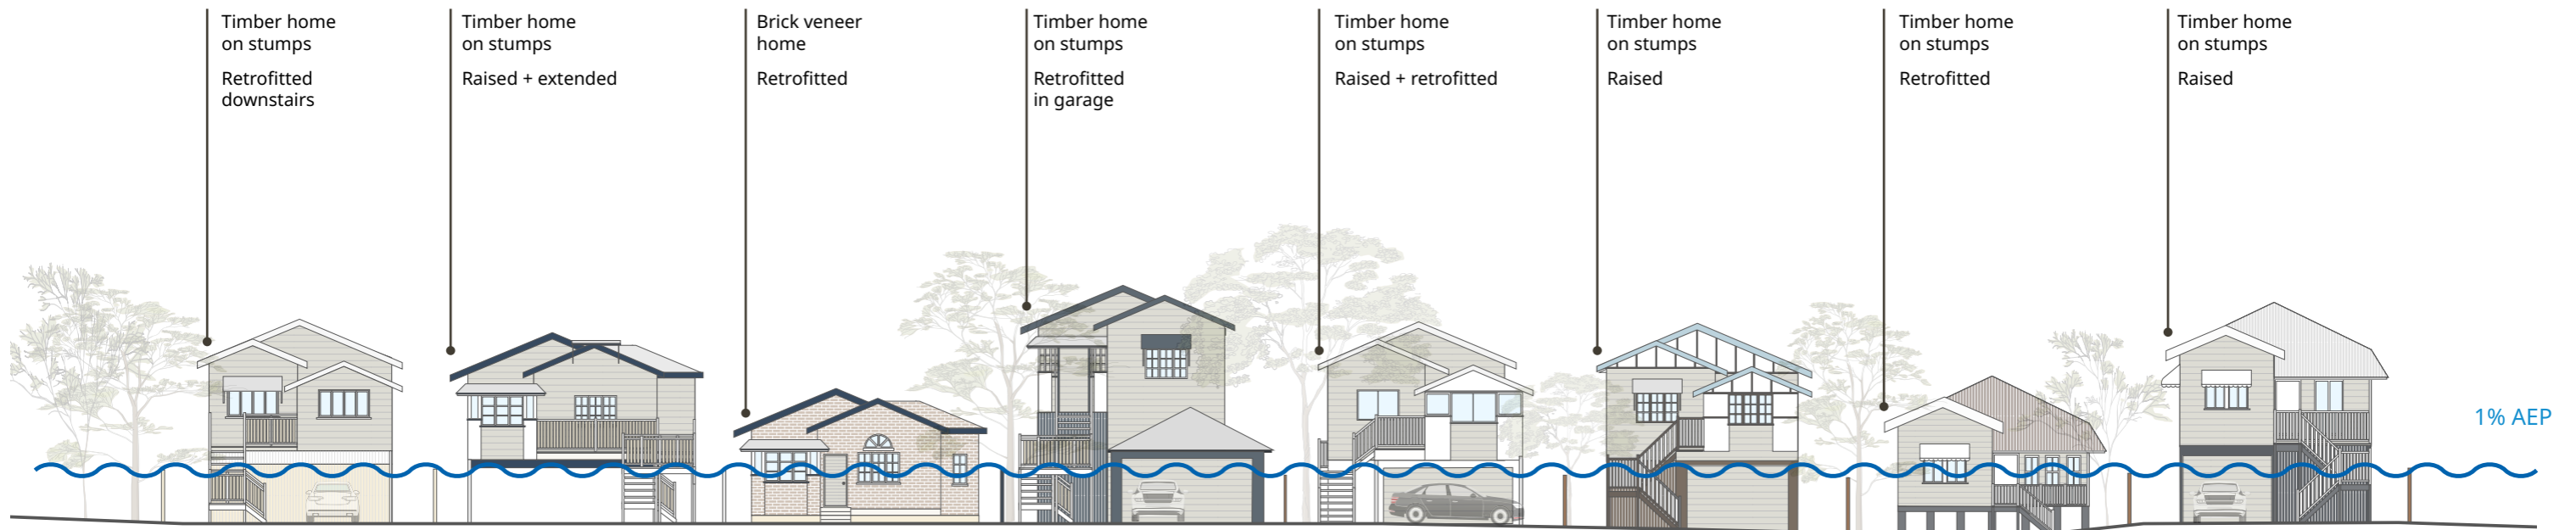 Timber home
on stumps
Retrofitted
downstairs
Timber home
on stumps
Raised + extended
Brick veneer
home
Retrofitted
Timber home
on stumps
Retrofitted
in garage
Timber home
on stumps
Raised + retrofitted
Timber home
on stumps
Raised
Timber home
on stumps
Retrofitted
Timber home
on stumps
Raised
1% AEP